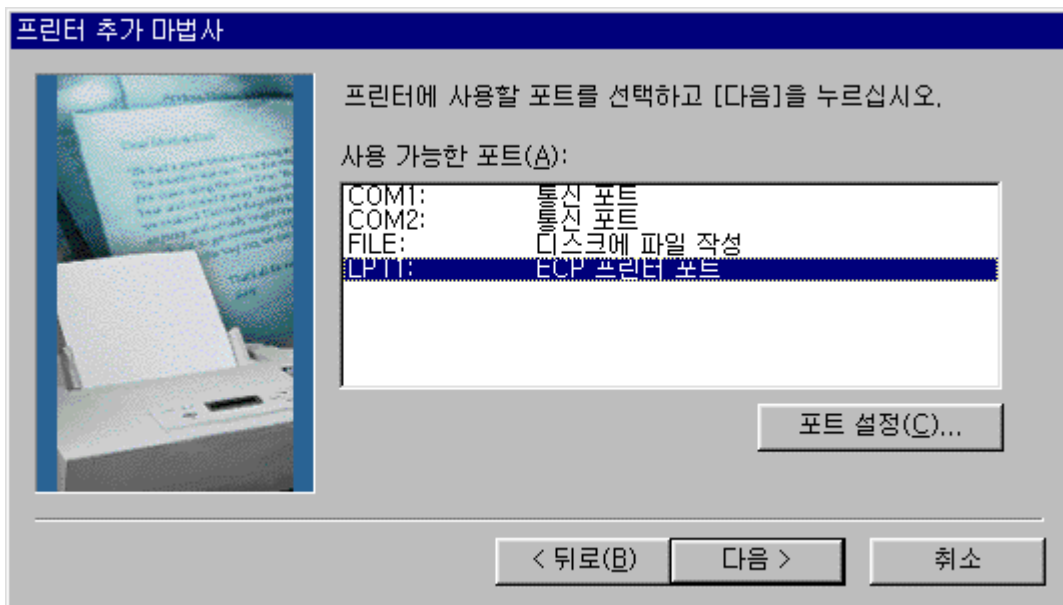 프린터 추가 마법사
프린터에 사용할 포트를 선택하고 [다음]을 누르십시오.
사용 가능한 포트(A):
COM1: 통신 포트
COM2: 통신 포트
FILE: 디스크에 파일 작성
LPT1: ECP 프린터 포트
포트 설정(C)...
< 뒤로(B)
다음 >
취소